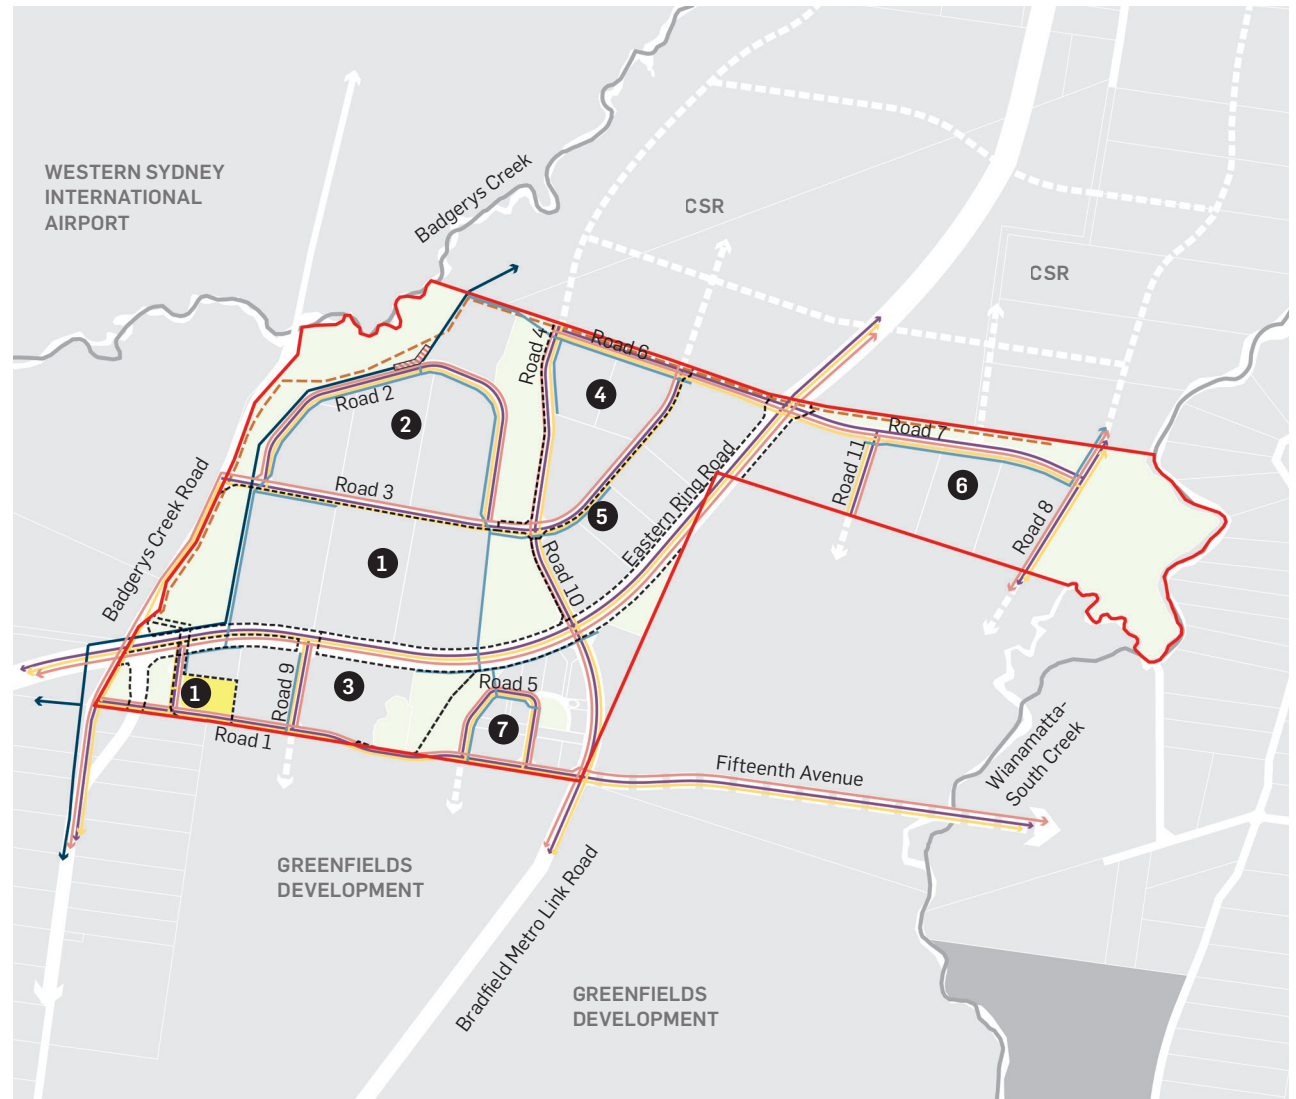 WESTERN SYDNEY
INTERNATIONAL
AIRPORT
Badgerys Creek
CSR
CSR
Road 4
Road 6
4
Road 2
2
Road 7
Road 11
6
Road 8
Badgerys Creek Road
Road 3
5
Eastern Ring Road
1
Road 10
1
Road 9
3
Road 5
7
Road 1
Fifteenth Avenue
Wianamatta-
South Creek
GREENFIELDS
DEVELOPMENT
Bradfield Metro Link Road
GREENFIELDS
DEVELOPMENT